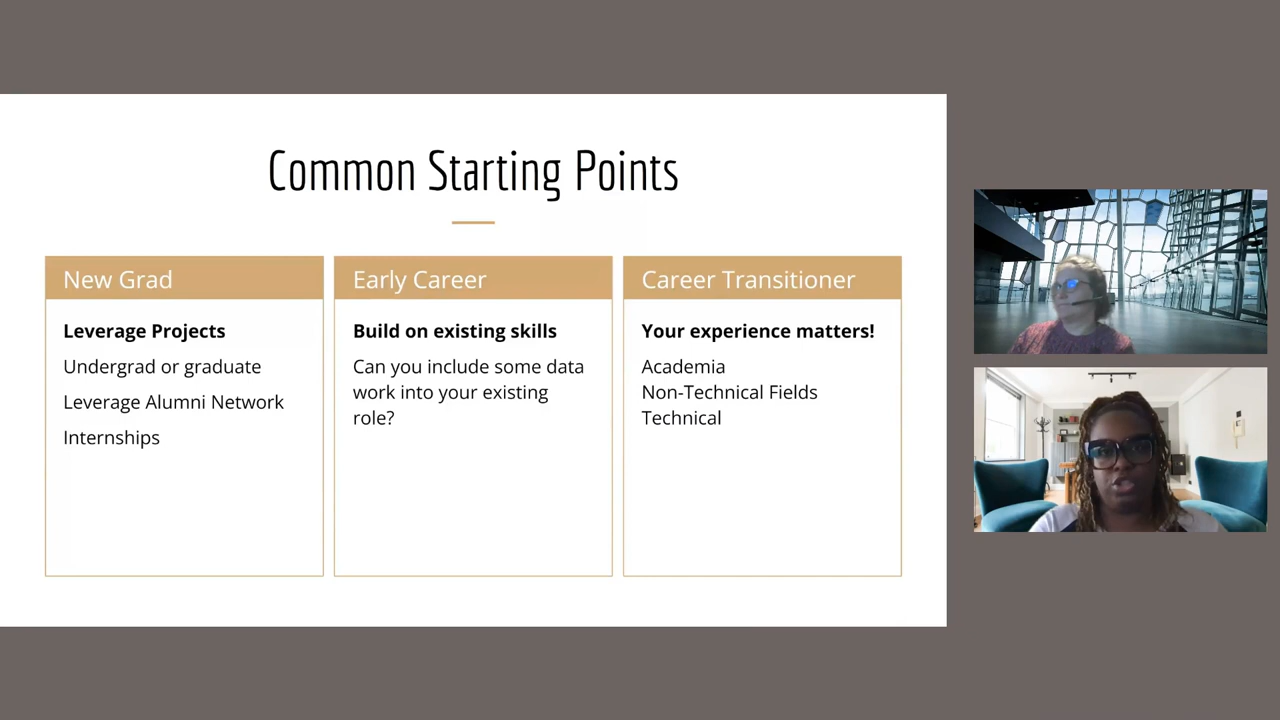 Common Starting Points
New Grad
Leverage Projects
Undergrad or graduate
Leverage Alumni Network
Internships
Early Career
Build on existing skills
Can you include some data
work into your existing
role?
Career Transitioner
Your experience matters!
Academia
Non-Technical Fields
Technical